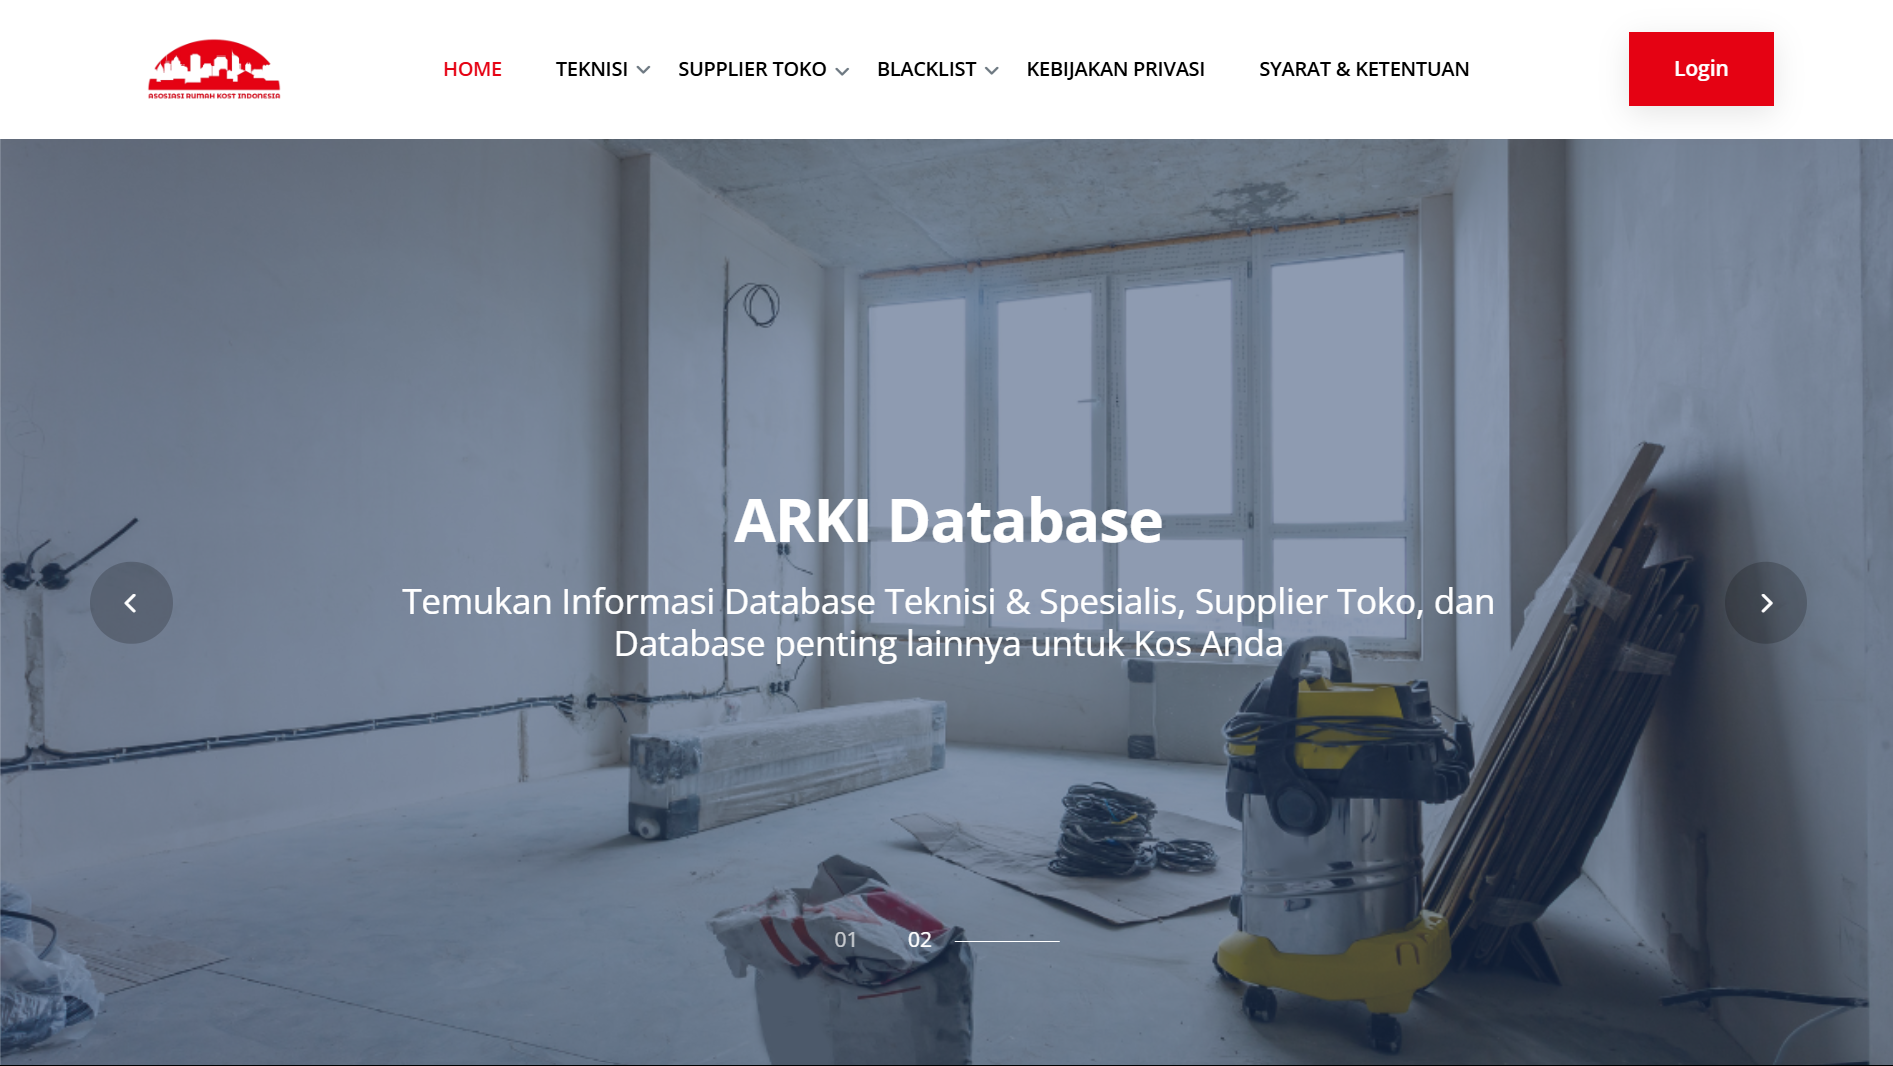 ASOSIASI RUMAH KOST INDONESIA
HOME
TEKNISI
SUPPLIER TOKO
BLACKLIST
KEBIJAKAN PRIVASI
SYARAT & KETENTUAN
Login
ARKI Database
Temukan Informasi Database Teknisi & Spesialis, Supplier Toko, dan
Database penting lainnya untuk Kos Anda
01
02